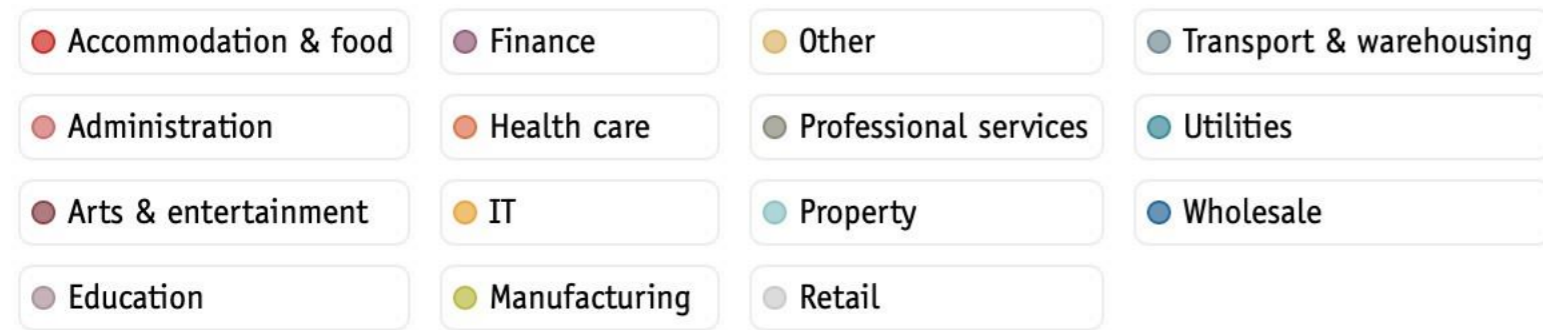 Accommodation & food
Finance
Other
Transport & warehousing
Administration
Health care
Professional services
Utilities
Arts & entertainment
IT
Property
Wholesale
Education
Manufacturing
Retail